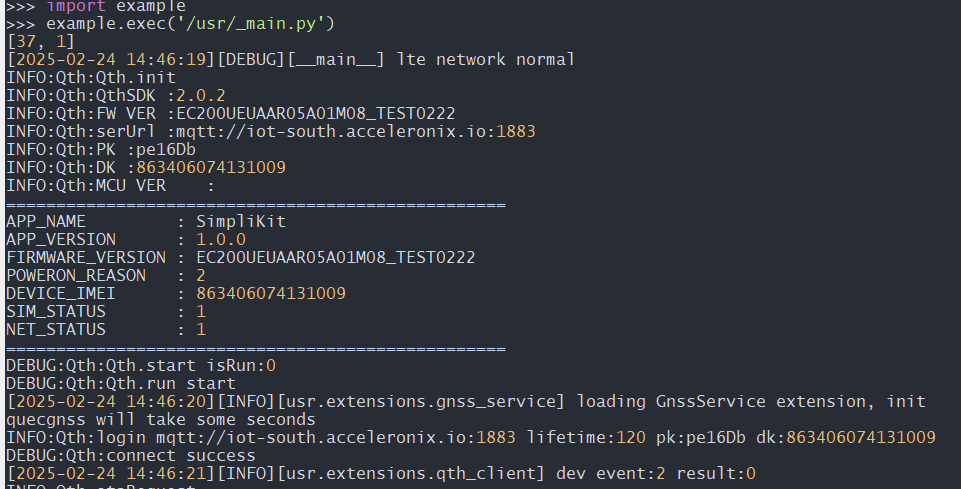 >>> import example
>>> example.exec('/usr/_main.py')
[37, 1]
[2025-02-24 14:46:19][DEBUG][__main__] lte network normal
INFO:Qth:Qth.init
INFO:Qth:QthSDK :2.0.2
INFO:Qth:FW VER :EC200UEUAAR05A01M08_TEST0222
INFO:Qth:serUrl :mqtt://iot-south.acceleronix.io:1883
INFO:Qth:PK :pe16Db
INFO:Qth:DK :863406074131009
INFO:Qth:MCU VER    :
==================================================
APP_NAME         : SimpliKit
APP_VERSION      : 1.0.0
FIRMWARE_VERSION : EC200UEUAAR05A01M08_TEST0222
POWERON_REASON   : 2
DEVICE_IMEI      : 863406074131009
SIM_STATUS       : 1
NET_STATUS       : 1
==================================================
DEBUG:Qth:Qth.start isRun:0
DEBUG:Qth:Qth.run start
[2025-02-24 14:46:20][INFO][usr.extensions.gnss_service] loading GnssService extension, init
quecgnss will take some seconds
INFO:Qth:login mqtt://iot-south.acceleronix.io:1883 lifetime:120 pk:pe16Db dk:863406074131009
DEBUG:Qth:connect success
[2025-02-24 14:46:21][INFO][usr.extensions.qth_client] dev event:2 result:0
INFO:Qth:otaRequest